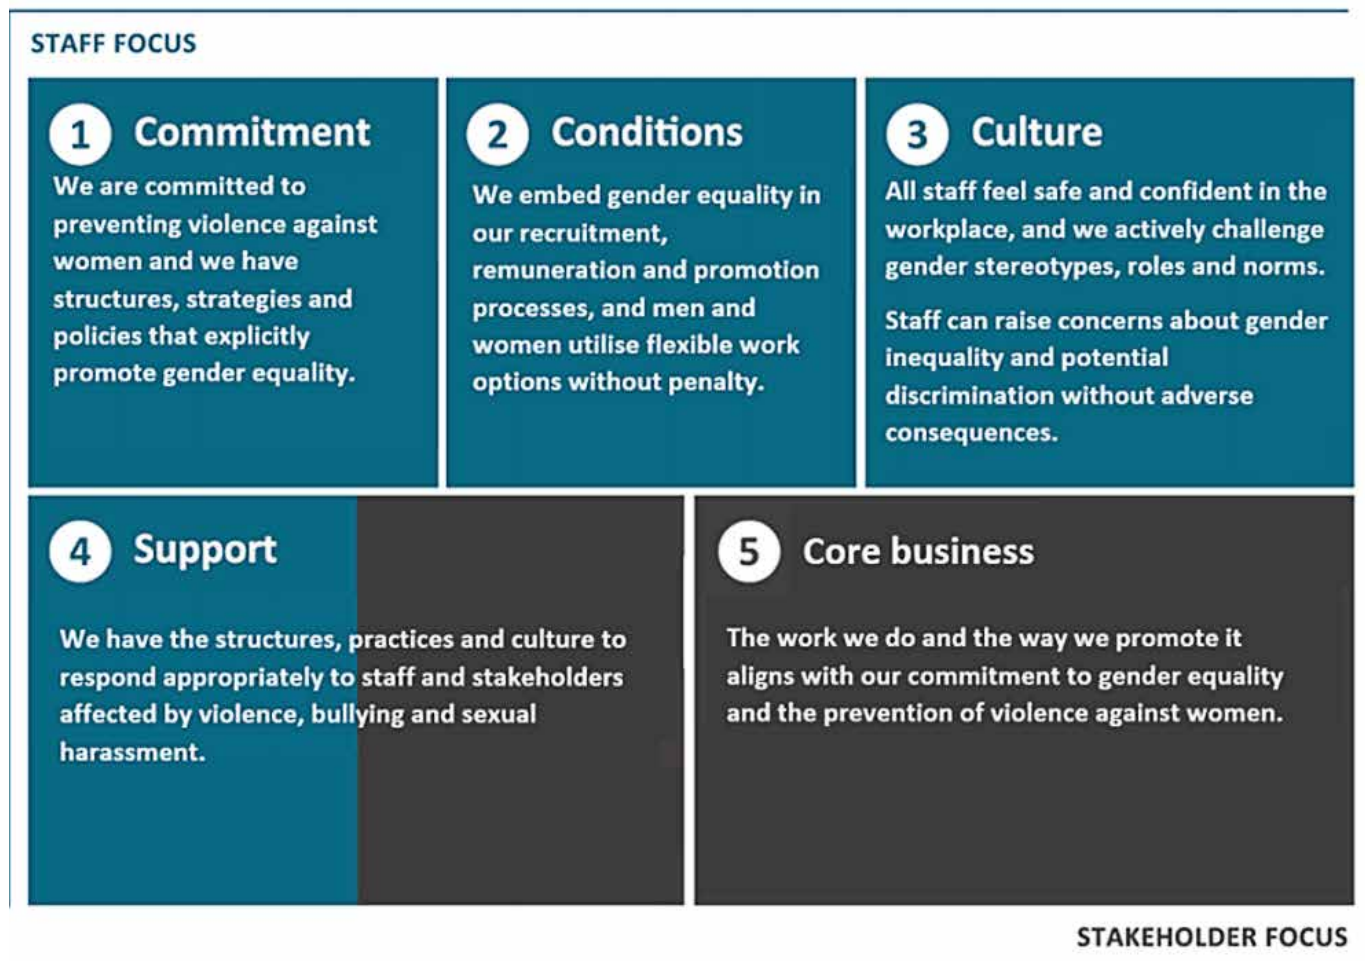 STAFF FOCUS
1 Commitment
We are committed to
preventing violence against
women and we have
structures, strategies and
policies that explicitly
promote gender equality.
2 Conditions
We embed gender equality in
our recruitment,
remuneration and promotion
processes, and men and
women utilise flexible work
options without penalty.
3 Culture
All staff feel safe and confident in the
workplace, and we actively challenge
gender stereotypes, roles and norms.
Staff can raise concerns about gender
inequality and potential
discrimination without adverse
consequences.
4 Support
We have the structures, practices and culture to
respond appropriately to staff and stakeholders
affected by violence, bullying and sexual
harassment.
5 Core business
The work we do and the way we promote it
aligns with our commitment to gender equality
and the prevention of violence against women.
STAKEHOLDER FOCUS